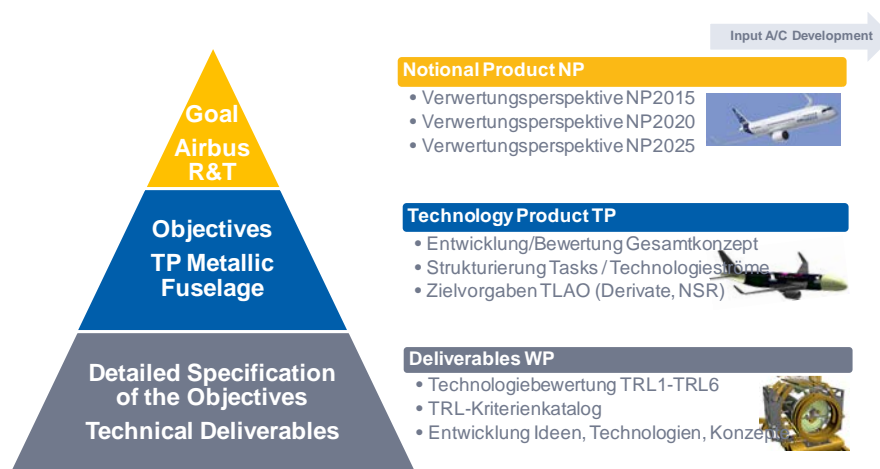 Input A/C Development
Goal
Airbus
R&T
Notional Product NP
• Verwertungsperspektive NP2015
• Verwertungsperspektive NP2020
• Verwertungsperspektive NP2025
Objectives
TP Metallic
Fuselage
Technology Product TP
• Entwicklung/Bewertung Gesamtkonzept
• Strukturierung Tasks / Technologieströme
• Zielvorgaben TLAO (Derivate, NSR)
Detailed Specification
of the Objectives
Technical Deliverables
Deliverables WP
• Technologiebewertung TRL1-TRL6
• TRL-Kriterienkatalog
• Entwicklung Ideen, Technologien, Konzepte